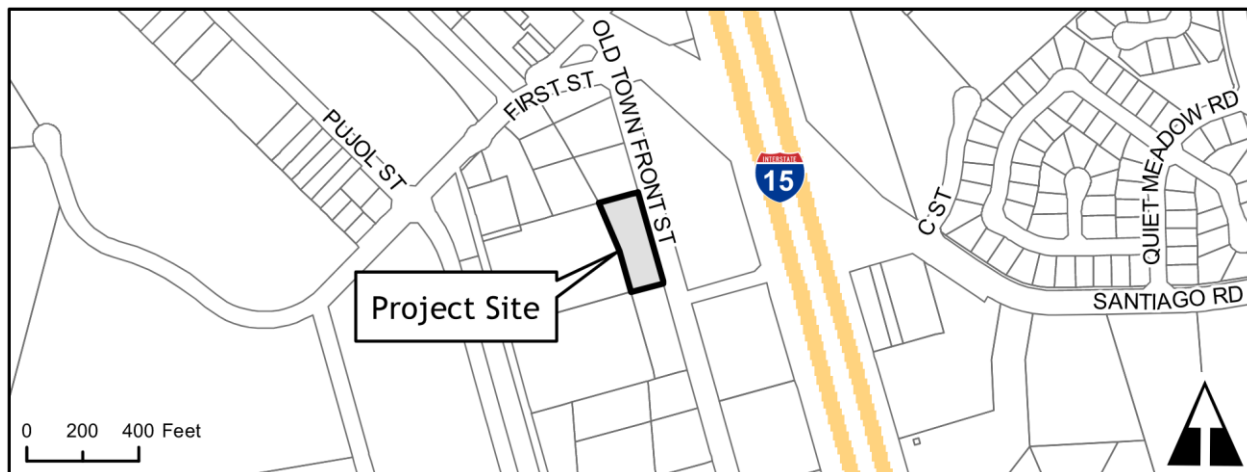 OLD TOWN FRONT ST
FIRST ST
PUJOL ST
INTERSTATE
15
C ST
QUIET MEADOW RD
SANTIAGO RD
Project Site
0 200 400 Feet